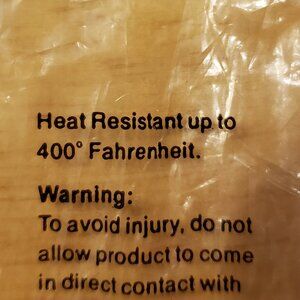 Heat Resistant up to
400° Fahrenheit.
Warning:
To avoid injury, do not
allow product to come
in direct contact with